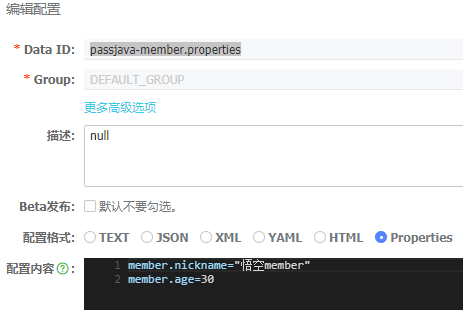 编辑配置
* Data ID: passjava-member.properties
* Group: DEFAULT_GROUP
更多高级选项
描述: null
Beta发布: 默认不要勾选。
配置格式: TEXT JSON XML YAML HTML Properties
配置内容?: 1 member.nickname="悟空member"
2 member.age=30